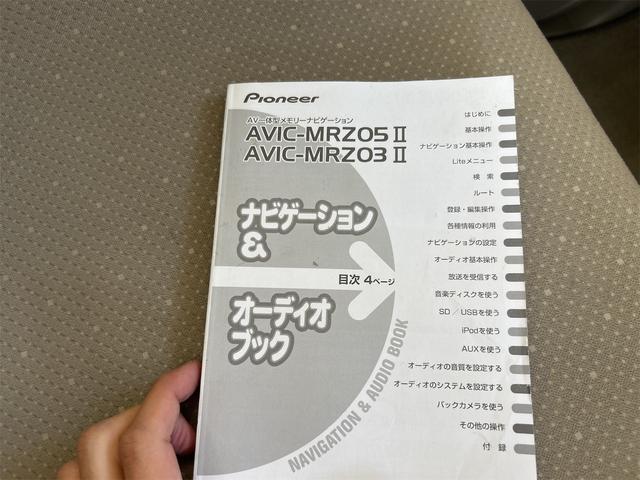 Pioneer
AV一体型メモリーナビゲーション
AVIC-MRZ05 II
AVIC-MRZ03 II
ナビゲーション
&
目次 4ページ
オーディオ
ブック
NAVIGATION & AUDIO BOOK
はじめに
基本操作
ナビゲーション基本操作
Liteメニュー
検 索
ルート
登録・編集操作
各種情報の利用
ナビゲーションの設定
オーディオ基本操作
放送を受信する
音楽ディスクを使う
SD／USBを使う
iPodを使う
AUXを使う
オーディオの音質を設定する
オーディオのシステムを設定する
バックカメラを使う
その他の操作
付 録